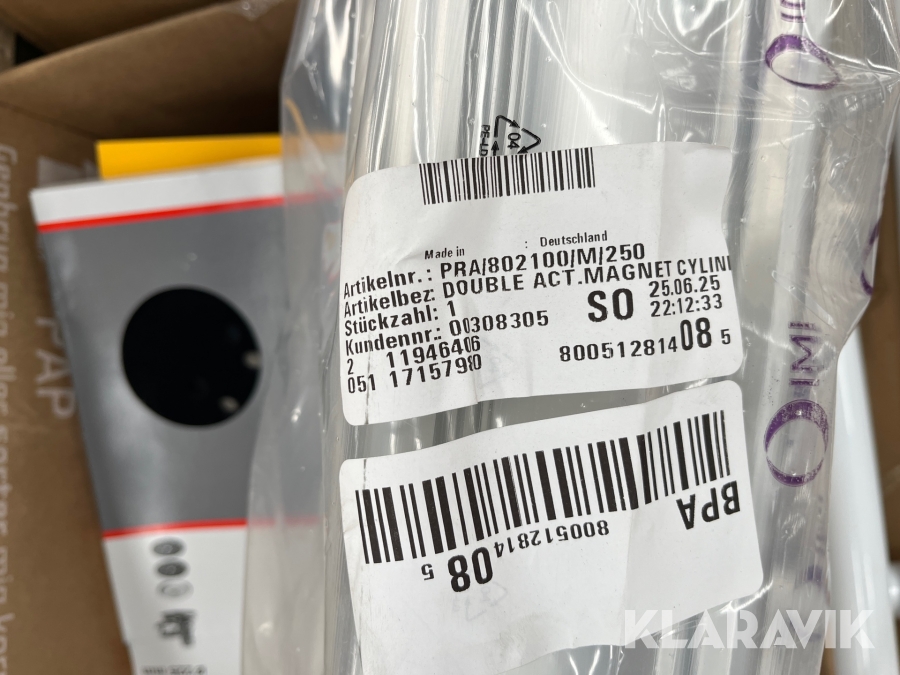 PE-LD
04
IMI
Made in : Deutschland
Artikelnr.: PRA/802100/M/250
Artikelbez: DOUBLE ACT.MAGNET CYLIN
Stückzahl: 1
SO 25.06.25
22:12:33
Kundennr.: 00308305
2 11946406
051 17157980
800512814 08 5
IMI
BPA
800512814 08 5
PAP
KLARAVIK